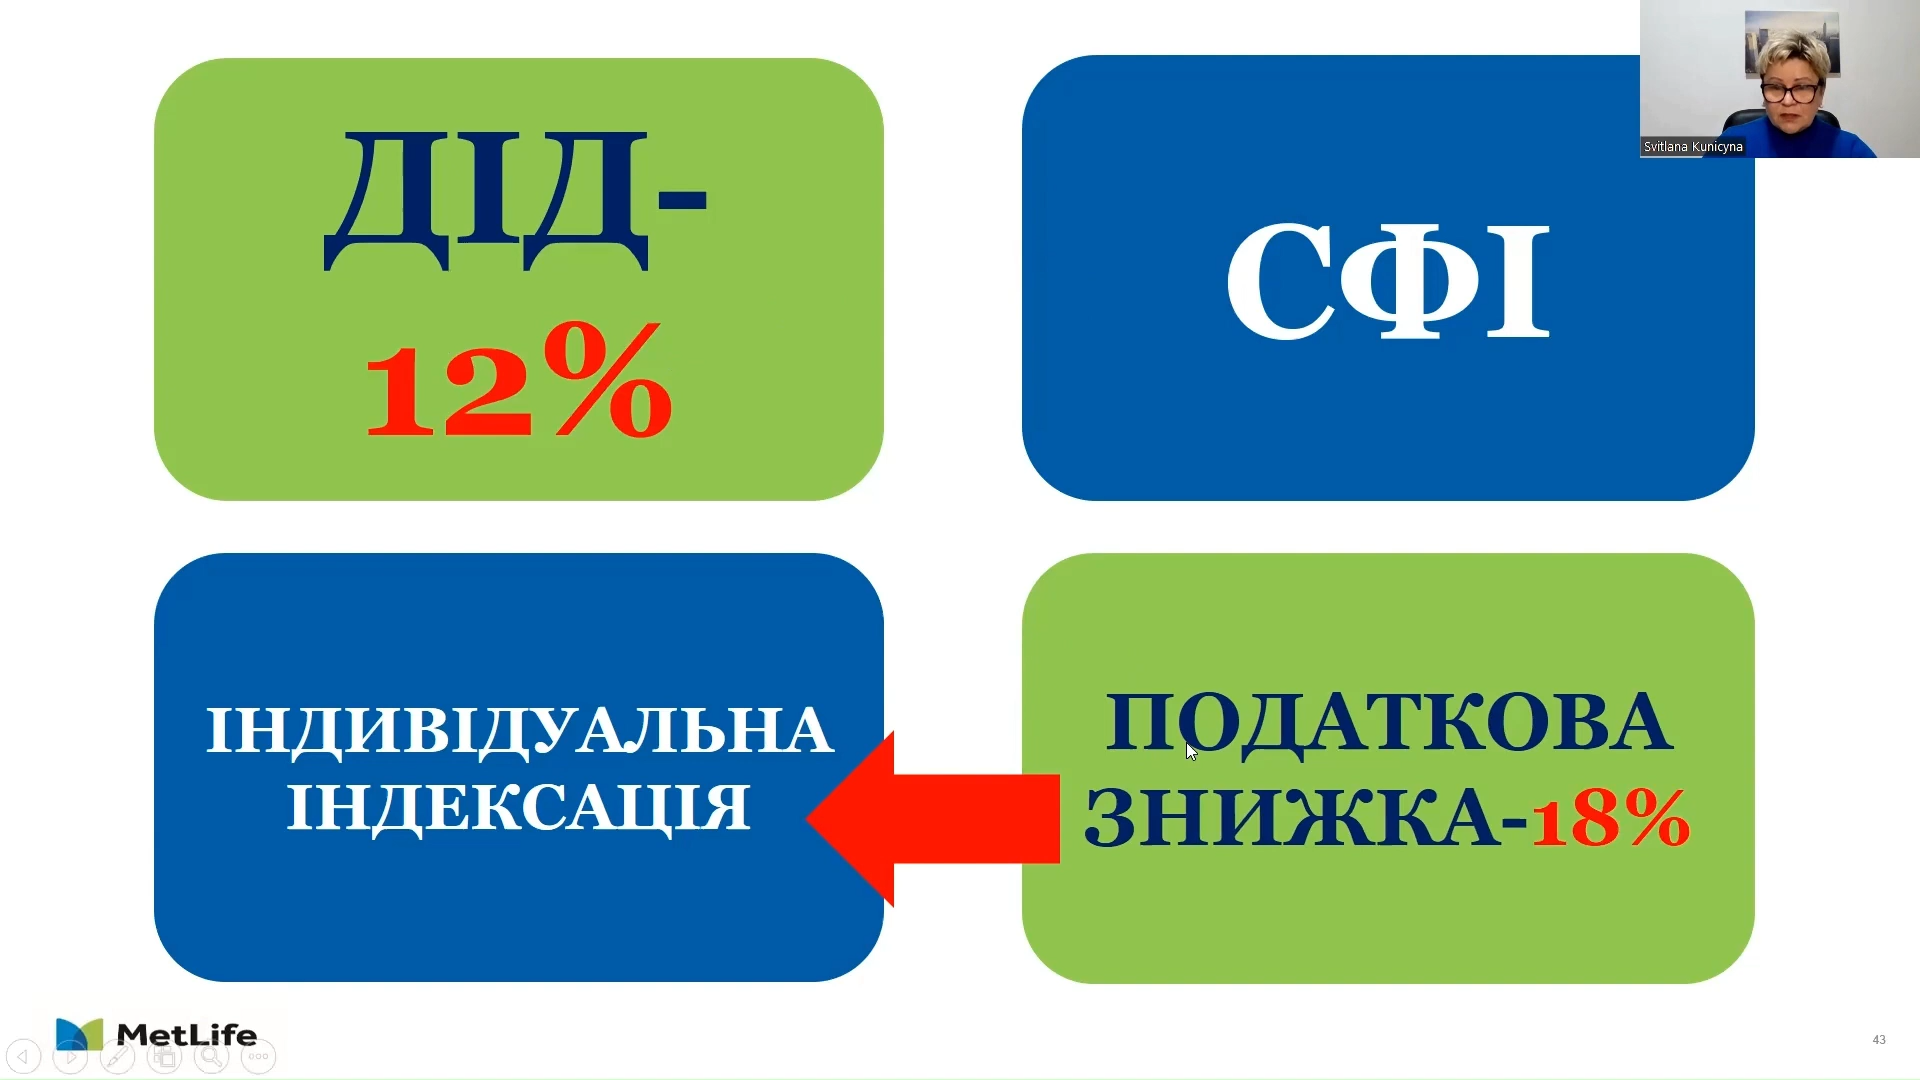 ДІД-
12%
СФІ
Svitlana Kunicyna
ІНДИВІДУАЛЬНА
ІНДЕКСАЦІЯ
ПОДАТКОВА
ЗНИЖКА-18%
MetLife
43